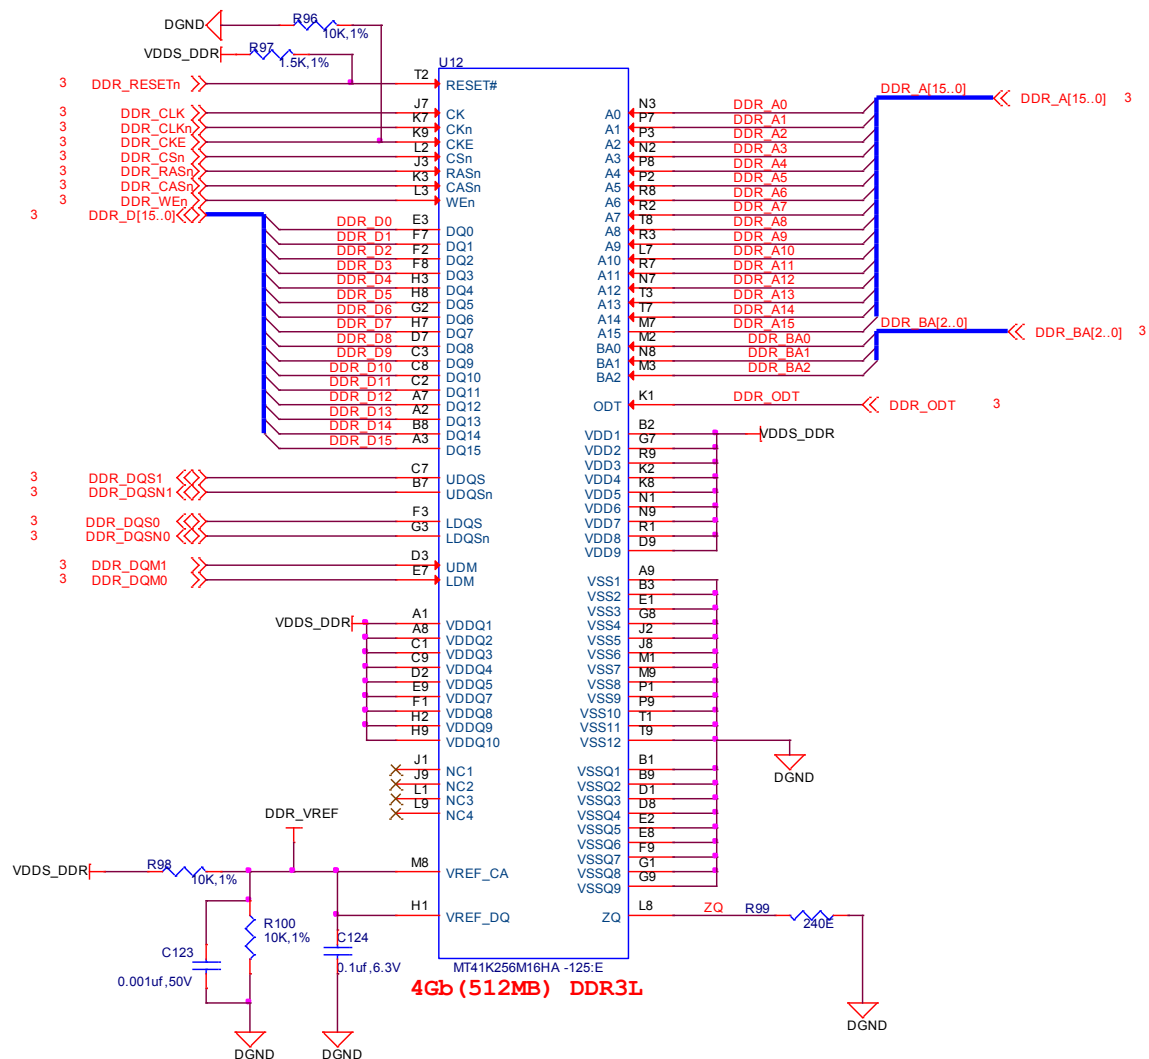 R96
DGND
10K,1%
VDDS_DDR
R97
1.5K,1%
U12
3 DDR_RESETn T2 RESET#
3 DDR_CLK J7 CK
3 DDR_CLKn K7 CKn
3 DDR_CKE K9 CKE
3 DDR_CSn L2 CSn
3 DDR_RASn J3 RASn
3 DDR_CASn K3 CASn
3 DDR_WEn L3 WEn
3 DDR_D[15..0]
DDR_D0 E3 DQ0
DDR_D1 F7 DQ1
DDR_D2 F2 DQ2
DDR_D3 F8 DQ3
DDR_D4 H3 DQ4
DDR_D5 H8 DQ5
DDR_D6 G2 DQ6
DDR_D7 H7 DQ7
DDR_D8 D7 DQ8
DDR_D9 C3 DQ9
DDR_D10 C8 DQ10
DDR_D11 C2 DQ11
DDR_D12 A7 DQ12
DDR_D13 A2 DQ13
DDR_D14 B8 DQ14
DDR_D15 A3 DQ15
3 DDR_DQS1 C7 UDQS
3 DDR_DQSN1 B7 UDQSn
3 DDR_DQS0 F3 LDQS
3 DDR_DQSN0 G3 LDQSn
3 DDR_DQM1 D3 UDM
3 DDR_DQM0 E7 LDM
VDDS_DDR A1 VDDQ1
A8 VDDQ2
C1 VDDQ3
C9 VDDQ4
D2 VDDQ5
E9 VDDQ7
F1 VDDQ8
H2 VDDQ9
H9 VDDQ10
J1 NC1
J9 NC2
L1 NC3
L9 NC4
DDR_VREF
VDDS_DDR R98 10K,1% M8 VREF_CA
H1 VREF_DQ
R100
10K,1%
C123
0.001uf,50V
C124
0.1uf,6.3V
DGND
DGND
A0 N3 DDR_A0
A1 P7 DDR_A1
A2 P3 DDR_A2
A3 N2 DDR_A3
A4 P8 DDR_A4
A5 P2 DDR_A5
A6 R8 DDR_A6
A7 R2 DDR_A7
A8 T8 DDR_A8
A9 R3 DDR_A9
A10 L7 DDR_A10
A11 R7 DDR_A11
A12 N7 DDR_A12
A13 T3 DDR_A13
A14 T7 DDR_A14
A15 M7 DDR_A15
DDR_A[15..0] DDR_A[15..0] 3
BA0 M2 DDR_BA0
BA1 N8 DDR_BA1
BA2 M3 DDR_BA2
DDR_BA[2..0] DDR_BA[2..0] 3
ODT K1 DDR_ODT DDR_ODT 3
VDD1 B2 VDDS_DDR
VDD2 G7
VDD3 R9
VDD4 K2
VDD5 K8
VDD6 N1
VDD7 N9
VDD8 R1
VDD9 D9
VSS1 A9
VSS2 B3
VSS3 E1
VSS4 G8
VSS5 J2
VSS6 J8
VSS7 M1
VSS8 M9
VSS9 P1
VSS10 P9
VSS11 T1
VSS12 T9
DGND
VSSQ1 B1
VSSQ2 B9
VSSQ3 D1
VSSQ4 D8
VSSQ5 E2
VSSQ6 E8
VSSQ7 F9
VSSQ8 G1
VSSQ9 G9
ZQ L8 ZQ R99
240E
DGND
MT41K256M16HA -125:E
4Gb(512MB) DDR3L